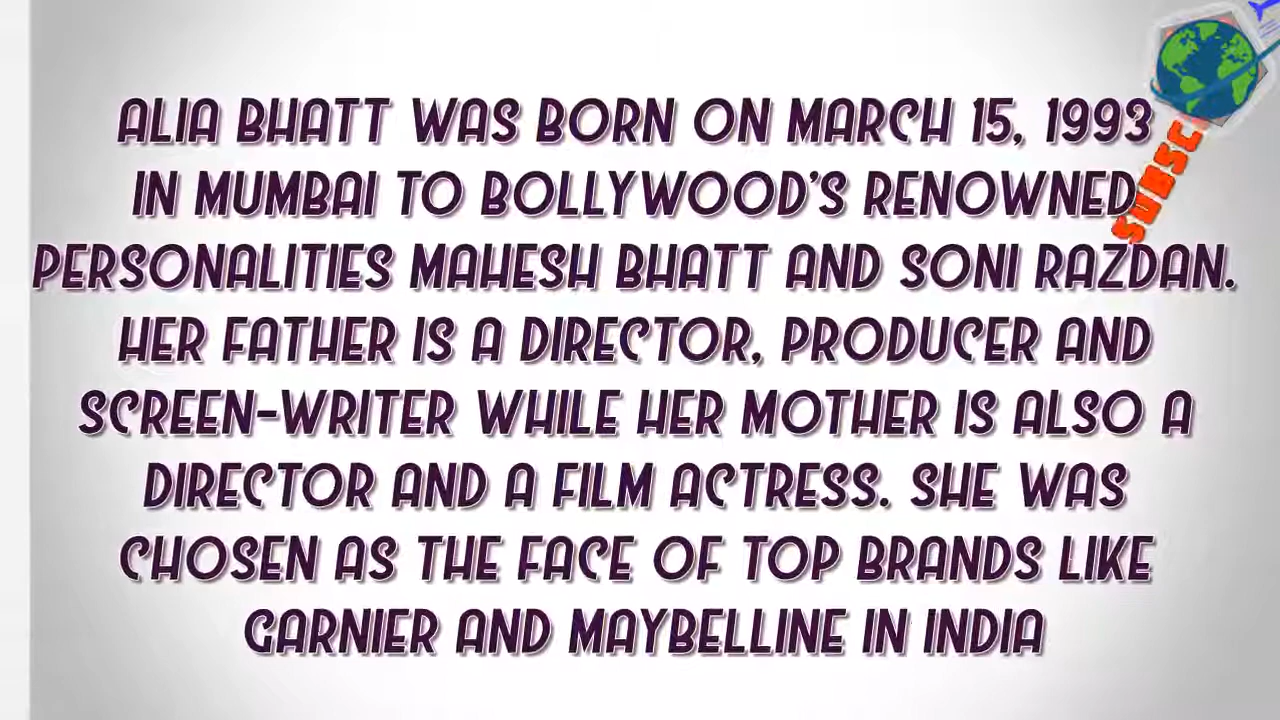 ALIA BHATT WAS BORN ON MARCH 15, 1993
IN MUMBAI TO BOLLYWOOD'S RENOWNED
PERSONALITIES MAHESH BHATT AND SONI RAZDAN.
HER FATHER IS A DIRECTOR, PRODUCER AND
SCREEN-WRITER WHILE HER MOTHER IS ALSO A
DIRECTOR AND A FILM ACTRESS. SHE WAS
CHOSEN AS THE FACE OF TOP BRANDS LIKE
GARNIER AND MAYBELLINE IN INDIA
SUBSC